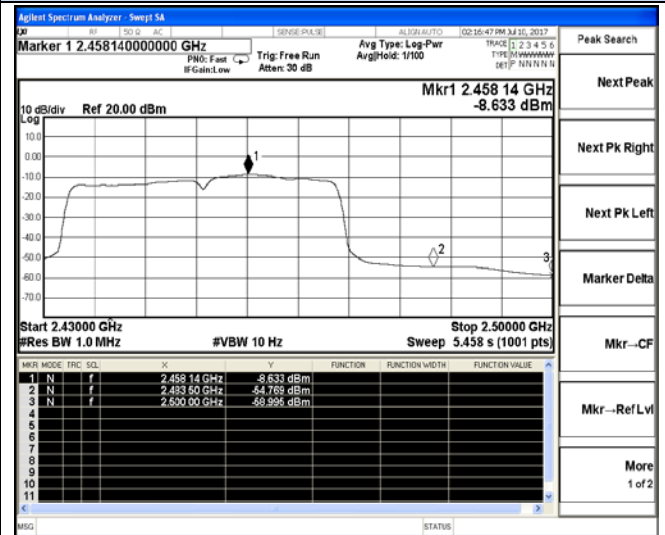 Agilent Spectrum Analyzer - Swept SA
RF 50 Ω AC SENSE:PULSE ALIGN AUTO 02:16:47 PM Jul 10, 2017
Marker 1 2.458140000000 GHz
PNO: Fast Trig: Free Run
IFGain:Low Atten: 30 dB
Avg Type: Log-Pwr
Avg|Hold: 1/100
TRACE 1 2 3 4 5 6
TYPE MWWWWW
DET P NNNNN
Peak Search
Mkr1 2.458 14 GHz
-8.633 dBm
10 dB/div Ref 20.00 dBm
Log
10.0
0.00
-10.0
-20.0
-30.0
-40.0
-50.0
-60.0
-70.0
1
2
3
Start 2.43000 GHz Stop 2.50000 GHz
#Res BW 1.0 MHz #VBW 10 Hz Sweep 5.458 s (1001 pts)
MKR MODE TRC SCL X Y FUNCTION FUNCTION WIDTH FUNCTION VALUE
1 N f 2.458 14 GHz -8.633 dBm
2 N f 2.483 50 GHz -54.769 dBm
3 N f 2.500 00 GHz -58.995 dBm
4
5
6
7
8
9
10
11
MSG STATUS
Next Peak
Next Pk Right
Next Pk Left
Marker Delta
Mkr→CF
Mkr→Ref Lvl
More
1 of 2